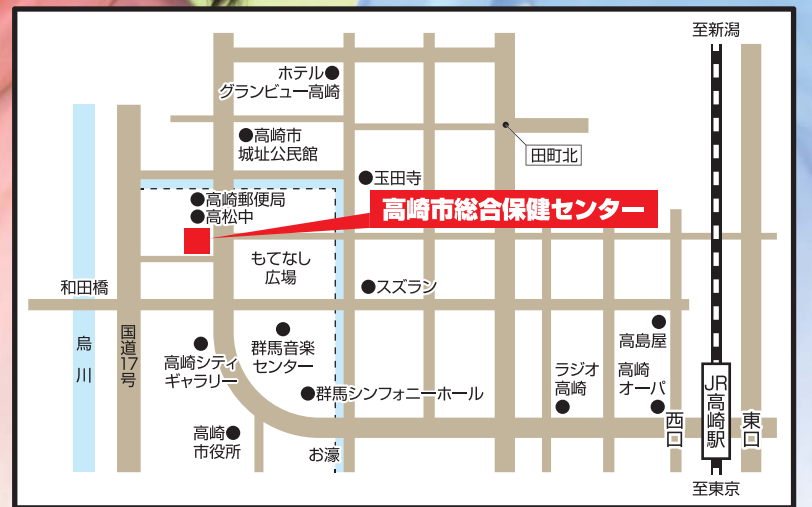 至新潟
ホテル
グランビュー高崎
高崎市
城址公民館
田町北
玉田寺
高崎郵便局
高松中
高崎市総合保健センター
もてなし
広場
和田橋
スズラン
烏川
国道17号
高崎シティ
ギャラリー
群馬音楽
センター
高島屋
ラジオ
高崎
高崎
オーパ
群馬シンフォニーホール
JR高崎駅
西口
東口
高崎
市役所
お濠
至東京